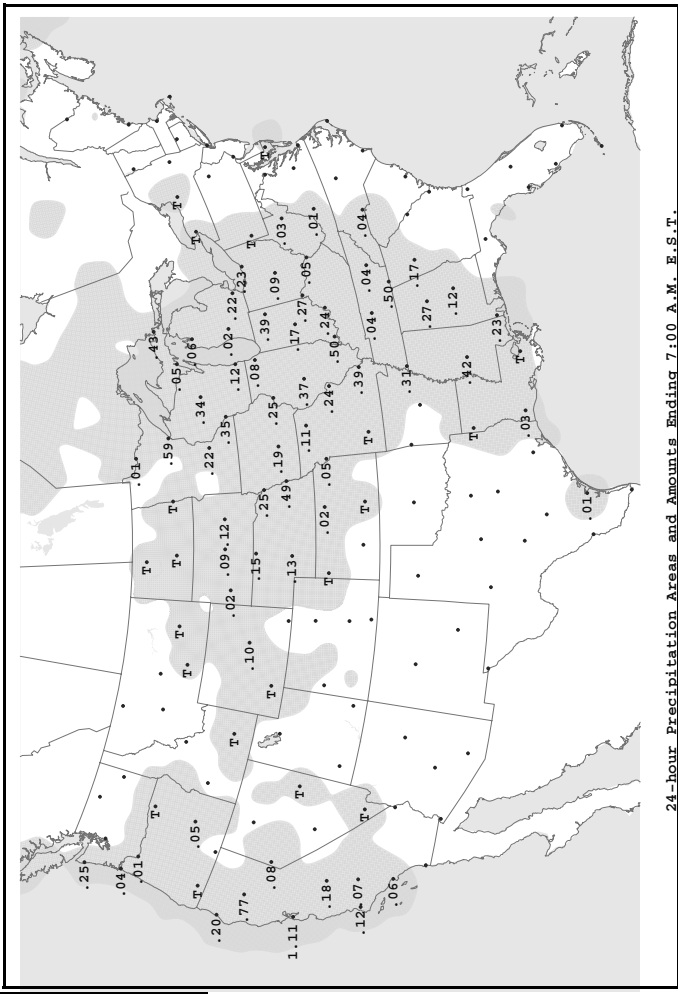 .25
.04
.01
.01
T
T
.43
.59
T
T
.05
T
T
T
.06
.05
T
T
.34
.22
.20
.09
.12
.35
.02
.02
.22
T
.12
.23
.77
.10
T
.08
.15
.25
.39
T
.08
T
.25
.09
.19
.03
.49
1.11
.13
.17
T
.27
.37
.05
.11
.01
.18
T
.02
.05
.24
.24
.50
.12
.07
.39
T
T
T
.04
.04
.04
.50
.06
.31
.17
.27
.12
.42
T
.23
T
.03
.01
24-hour Precipitation Areas and Amounts Ending 7:00 A.M. E.S.T.